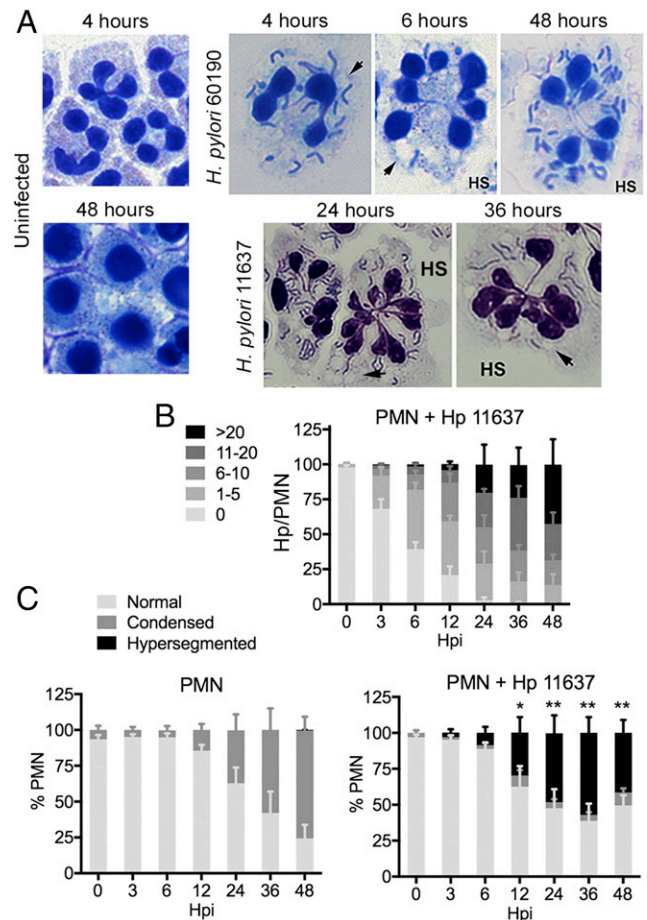 A
4 hours
4 hours
6 hours
48 hours
Uninfected
H. pylori 60190
HS
HS
48 hours
24 hours
36 hours
H. pylori 11637
HS
HS
B
PMN + Hp 11637
>20
11-20
6-10
1-5
0
Hp/PMN
125
100
75
50
25
0
0 3 6 12 24 36 48
Hpi
C
Normal
Condensed
Hypersegmented
PMN
% PMN
125
100
75
50
25
0
0 3 6 12 24 36 48
Hpi
PMN + Hp 11637
* ** ** **
% PMN
125
100
75
50
25
0
0 3 6 12 24 36 48
Hpi